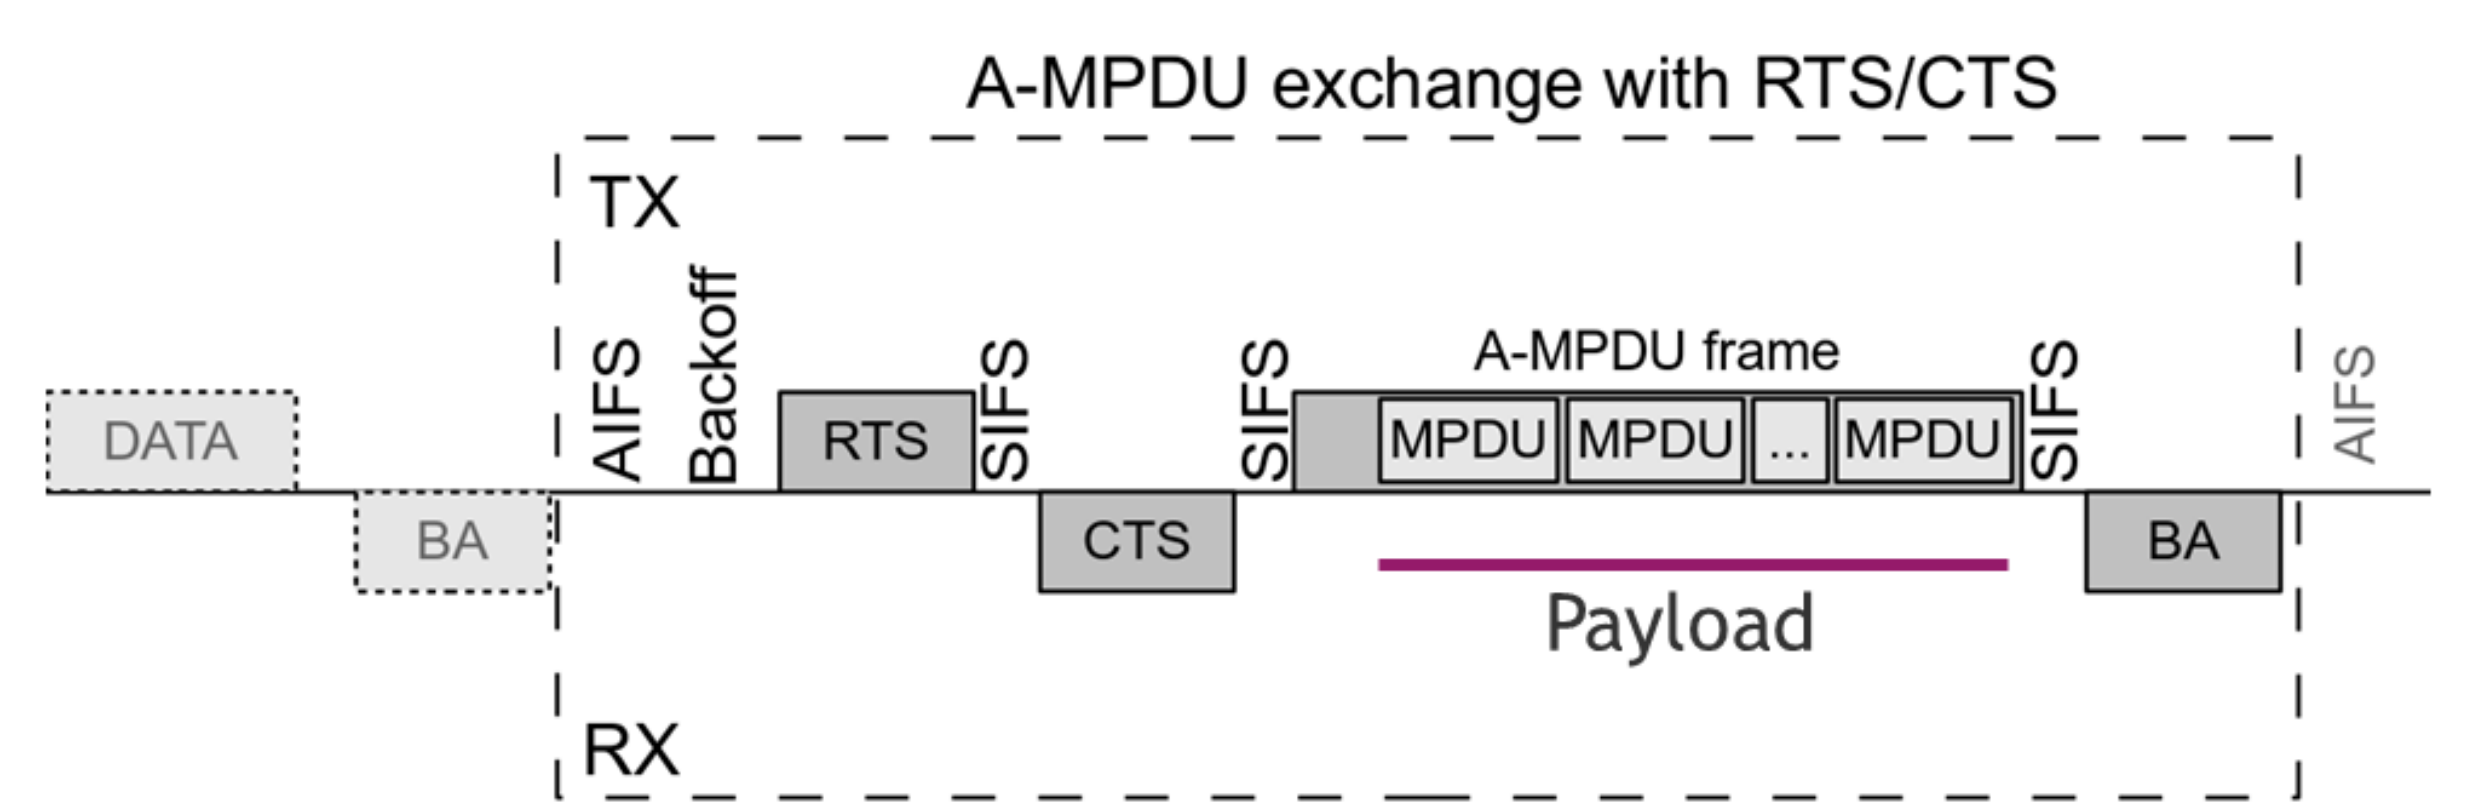 A-MPDU exchange with RTS/CTS
TX
AIFS
Backoff
SIFS
SIFS
A-MPDU frame
SIFS
AIFS
DATA
RTS
MPDU
MPDU
...
MPDU
BA
CTS
BA
Payload
RX